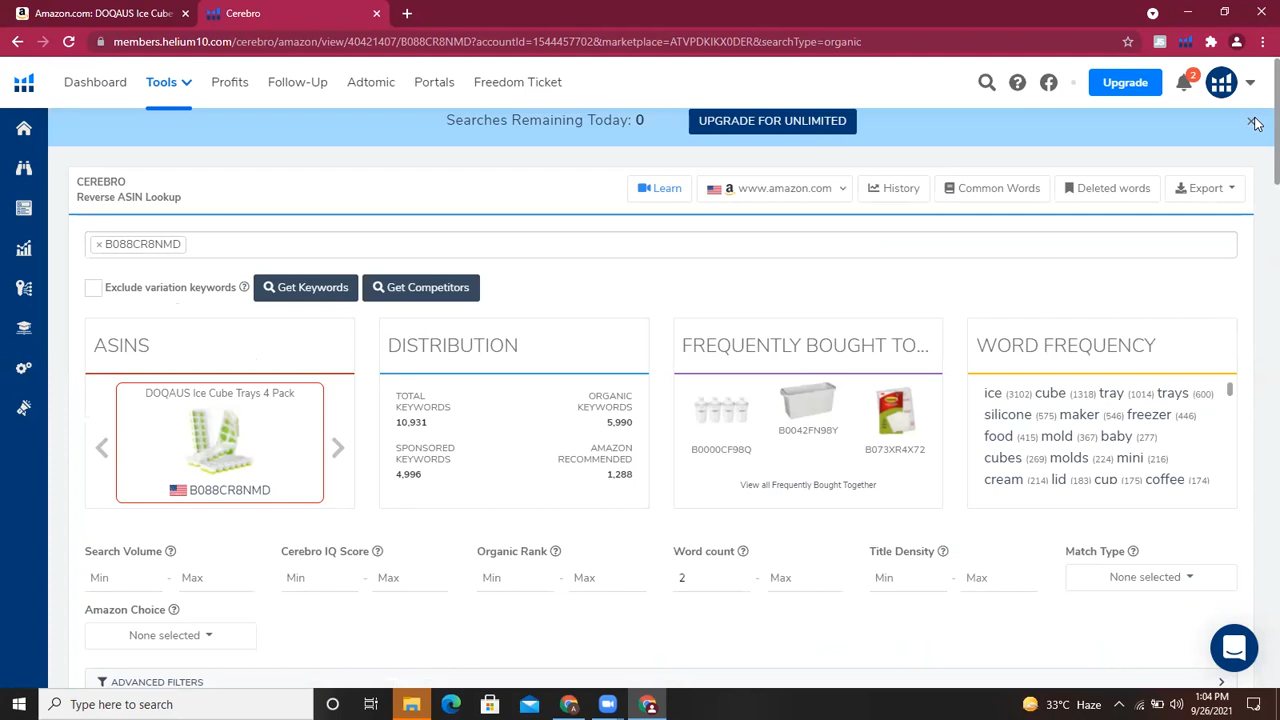 Amazon.com: DOQAUS Ice Cube
Cerebro
members.helium10.com/cerebro/amazon/view/40421407/B088CR8NMD?accountId=1544457702&marketplace=ATVPDKIKX0DER&searchType=organic
Dashboard Tools Profits Follow-Up Adtomic Portals Freedom Ticket Upgrade 2
Searches Remaining Today: 0 UPGRADE FOR UNLIMITED ×
CEREBRO
Reverse ASIN Lookup
Learn www.amazon.com History Common Words Deleted words Export
× B088CR8NMD
Exclude variation keywords Get Keywords Get Competitors
ASINS
DOQAUS Ice Cube Trays 4 Pack
B088CR8NMD
DISTRIBUTION
TOTAL KEYWORDS
10,931
ORGANIC KEYWORDS
5,990
SPONSORED KEYWORDS
4,996
AMAZON RECOMMENDED
1,288
FREQUENTLY BOUGHT TO...
B0000CF98Q
B0042FN98Y
B073XR4X72
View all Frequently Bought Together
WORD FREQUENCY
ice (3102) cube (1318) tray (1014) trays (600)
silicone (575) maker (546) freezer (446)
food (415) mold (367) baby (277)
cubes (269) molds (224) mini (216)
cream (214) lid (183) cup (175) coffee (174)
Search Volume Cerebro IQ Score Organic Rank Word count Title Density Match Type
Min - Max Min - Max Min - Max 2 - Max Min - Max None selected
Amazon Choice
None selected
ADVANCED FILTERS
Type here to search
33°C Haze
1:04 PM
9/26/2021